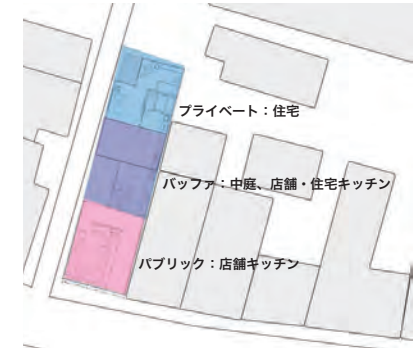 プライベート：住宅
バッファ：中庭、店舗・住宅キッチン
パブリック：店舗キッチン